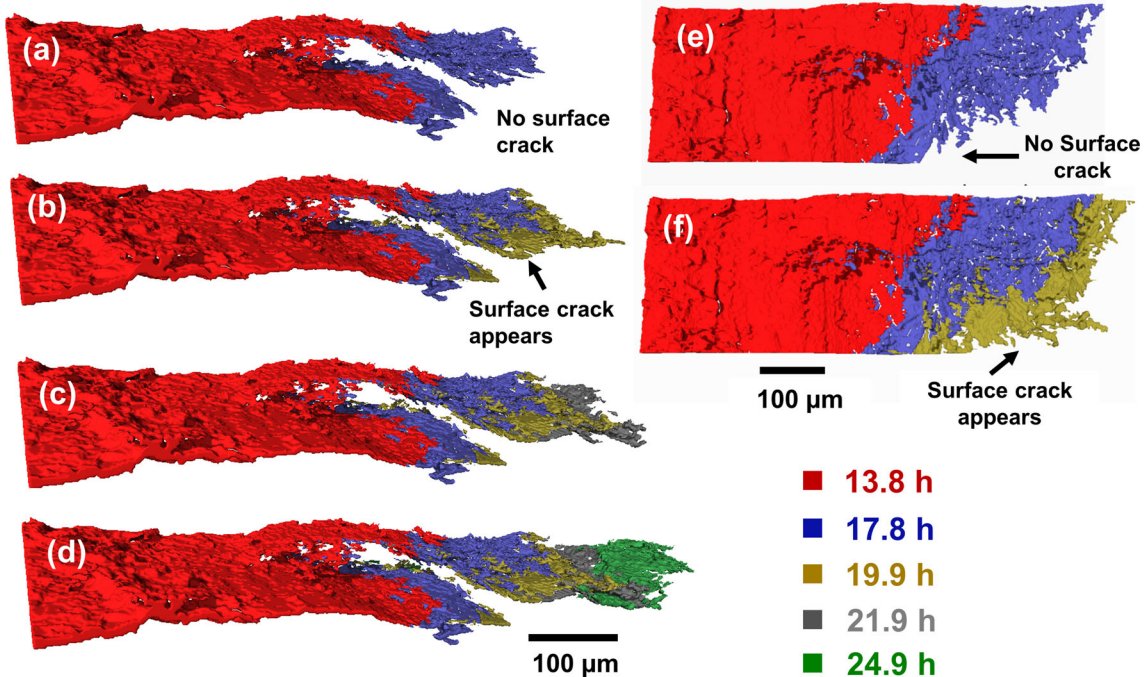 (a)
No surface
crack
(b)
Surface crack
appears
(c)
(d)
100 µm
(e)
No Surface
crack
(f)
100 µm
Surface crack
appears
13.8 h
17.8 h
19.9 h
21.9 h
24.9 h